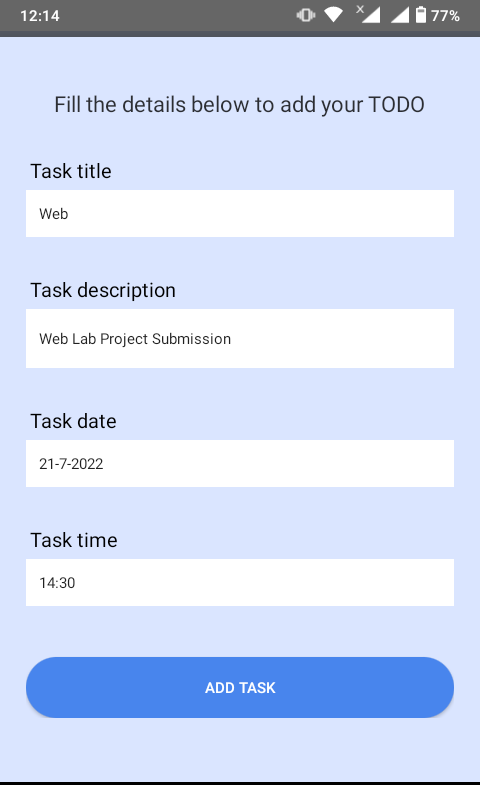 12:14
77%
Fill the details below to add your TODO
Task title
Web
Task description
Web Lab Project Submission
Task date
21-7-2022
Task time
14:30
ADD TASK